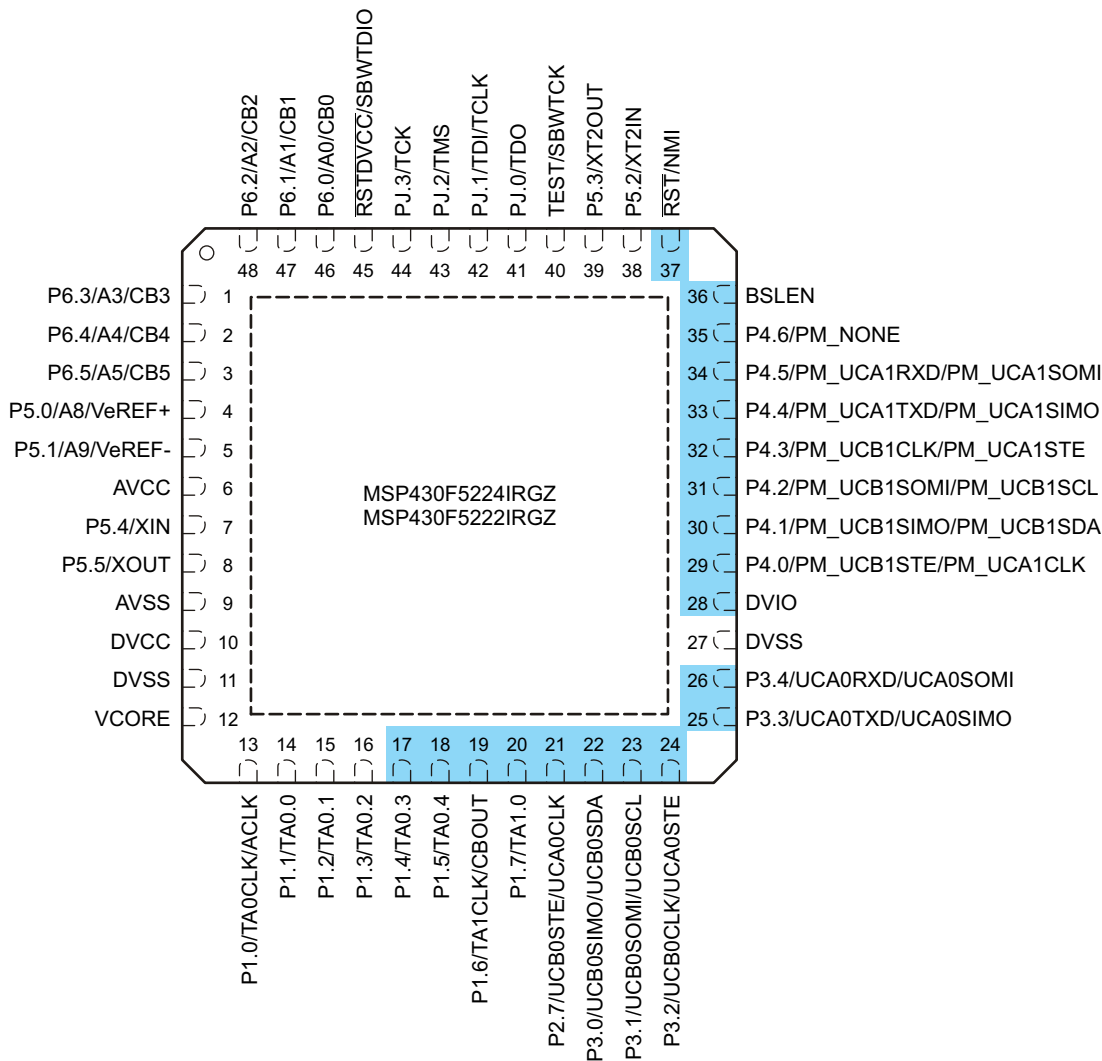 P6.2/A2/CB2
P6.1/A1/CB1
P6.0/A0/CB0
RSTDVCC/SBWTDIO
PJ.3/TCK
PJ.2/TMS
PJ.1/TDI/TCLK
PJ.0/TDO
TEST/SBWTCK
P5.3/XT2OUT
P5.2/XT2IN
RST/NMI
48 47 46 45 44 43 42 41 40 39 38 37
P6.3/A3/CB3 1
P6.4/A4/CB4 2
P6.5/A5/CB5 3
P5.0/A8/VeREF+ 4
P5.1/A9/VeREF- 5
AVCC 6
P5.4/XIN 7
P5.5/XOUT 8
AVSS 9
DVCC 10
DVSS 11
VCORE 12
MSP430F5224IRGZ
MSP430F5222IRGZ
36 BSLEN
35 P4.6/PM_NONE
34 P4.5/PM_UCA1RXD/PM_UCA1SOMI
33 P4.4/PM_UCA1TXD/PM_UCA1SIMO
32 P4.3/PM_UCB1CLK/PM_UCA1STE
31 P4.2/PM_UCB1SOMI/PM_UCB1SCL
30 P4.1/PM_UCB1SIMO/PM_UCB1SDA
29 P4.0/PM_UCB1STE/PM_UCA1CLK
28 DVIO
27 DVSS
26 P3.4/UCA0RXD/UCA0SOMI
25 P3.3/UCA0TXD/UCA0SIMO
13 14 15 16 17 18 19 20 21 22 23 24
P1.0/TA0CLK/ACLK
P1.1/TA0.0
P1.2/TA0.1
P1.3/TA0.2
P1.4/TA0.3
P1.5/TA0.4
P1.6/TA1CLK/CBOUT
P1.7/TA1.0
P2.7/UCB0STE/UCA0CLK
P3.0/UCB0SIMO/UCB0SDA
P3.1/UCB0SOMI/UCB0SCL
P3.2/UCB0CLK/UCA0STE